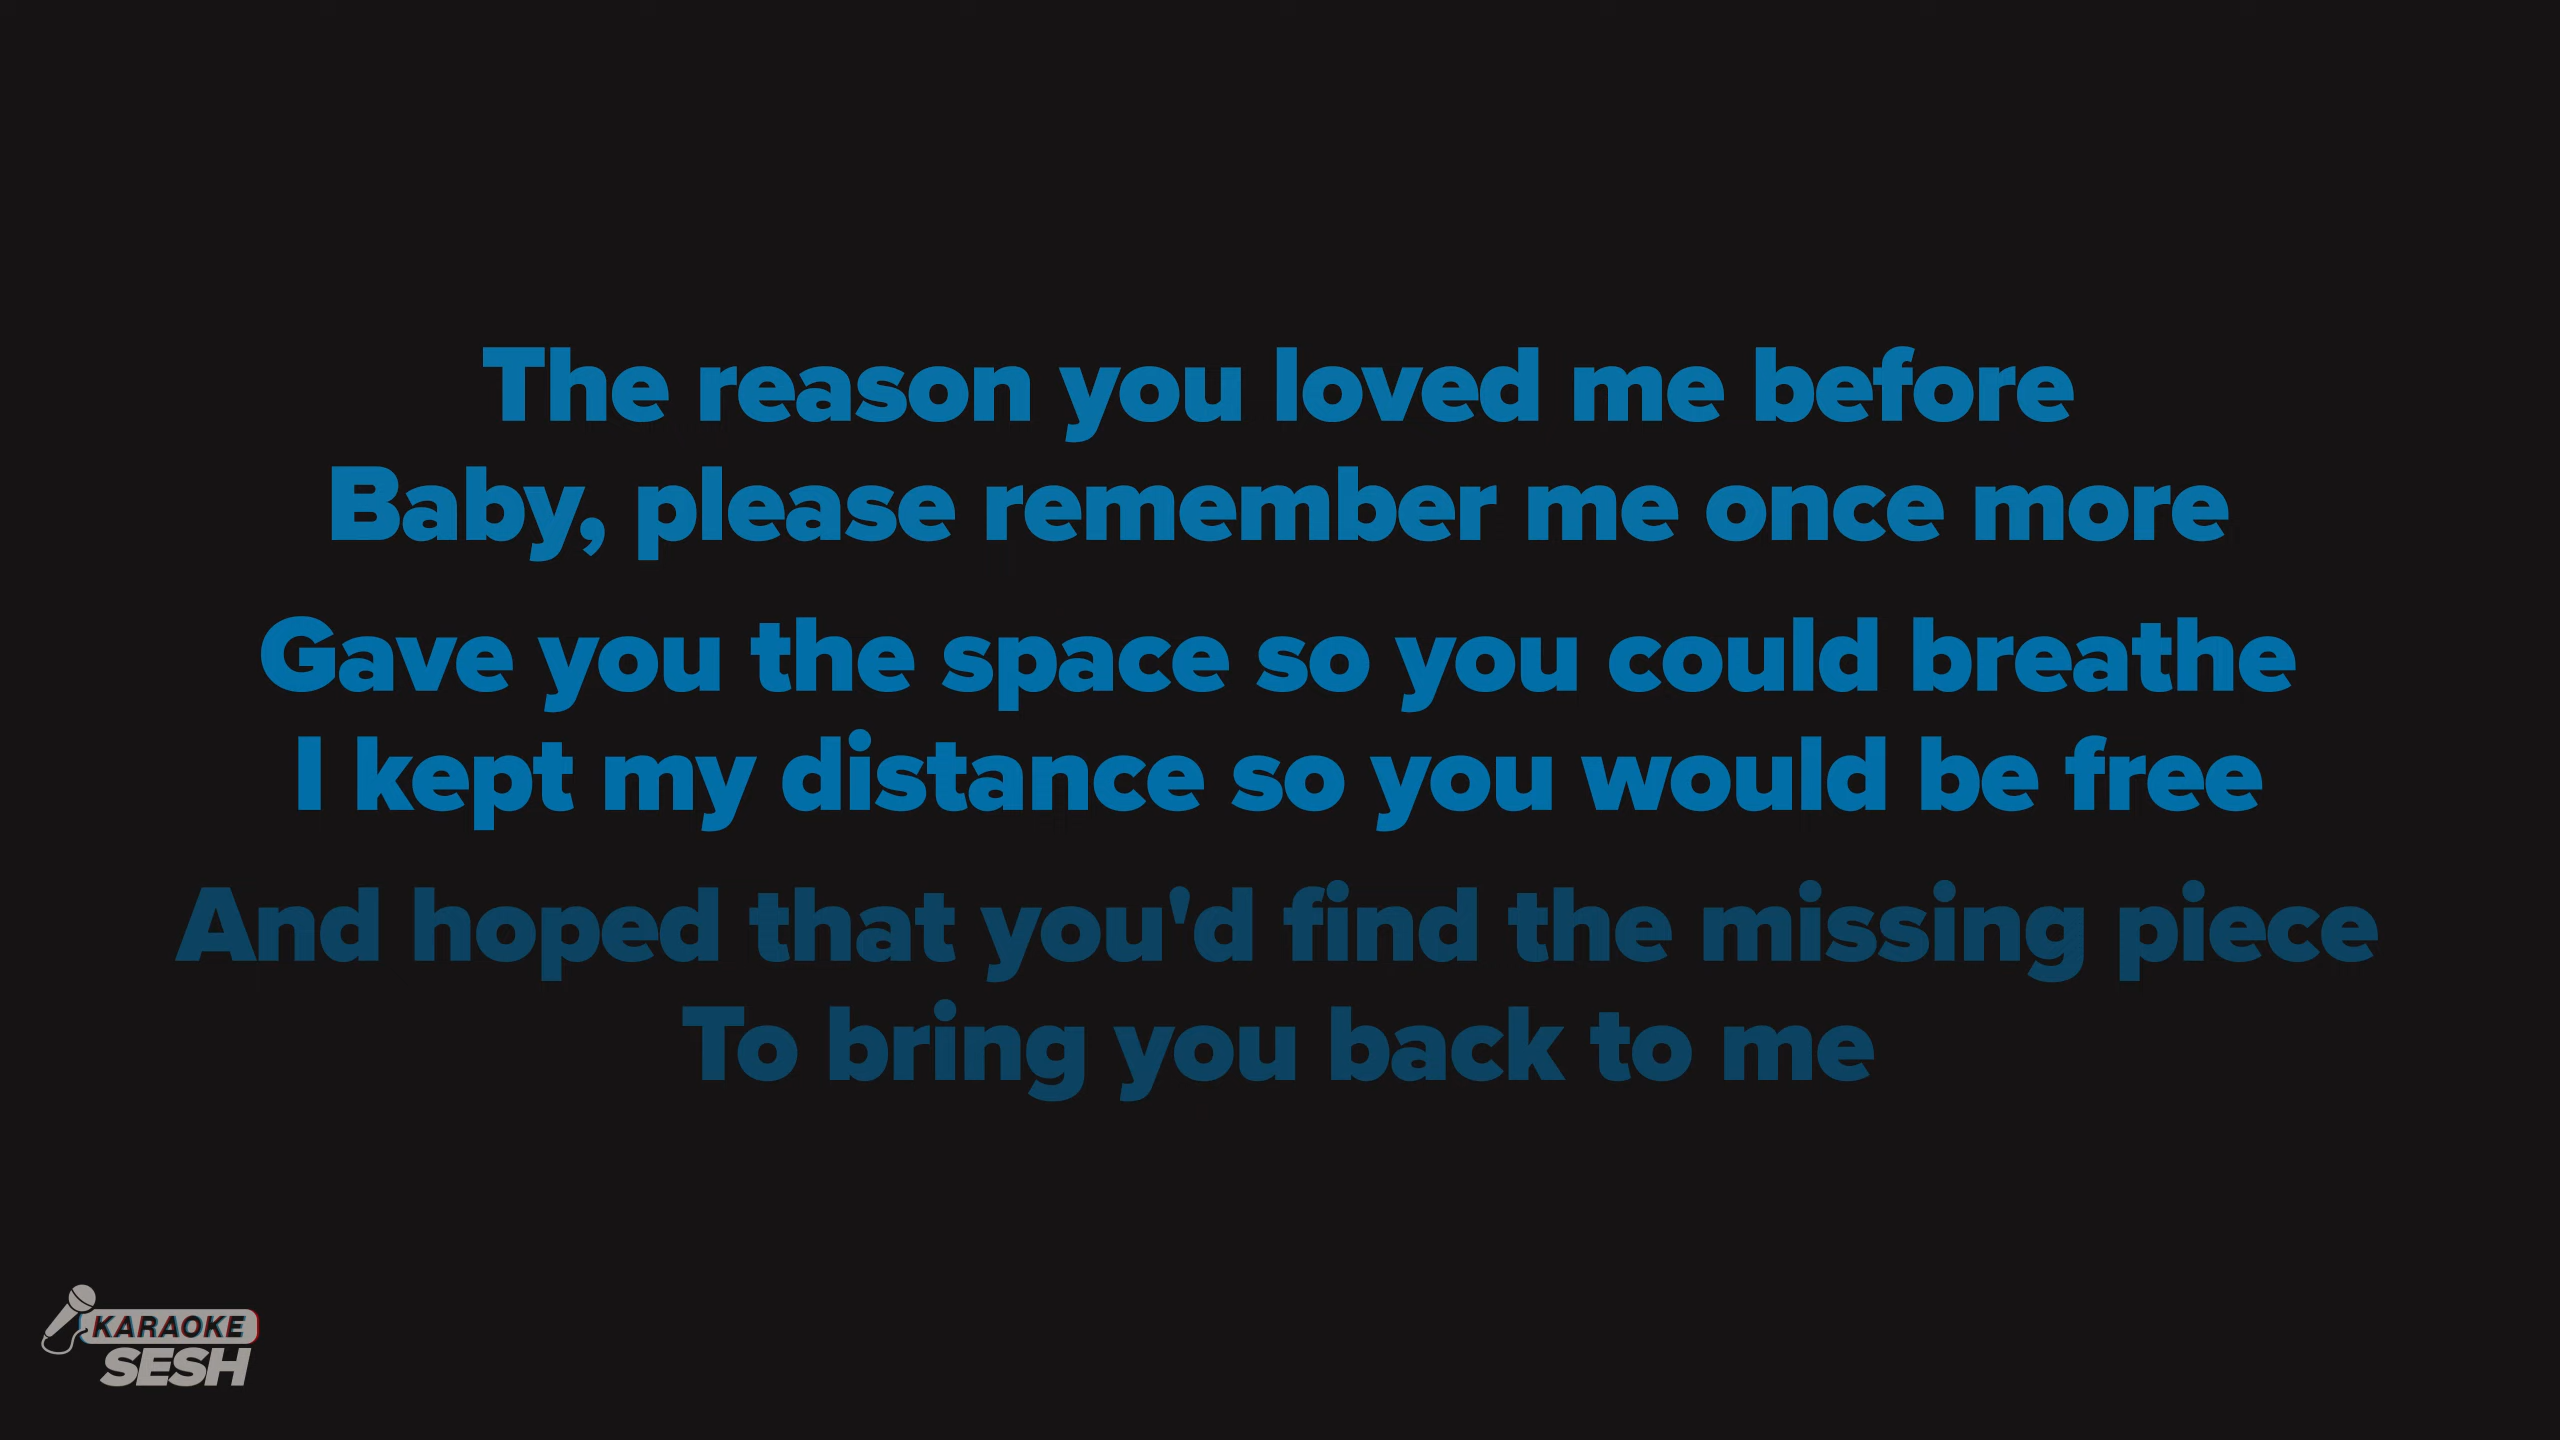 The reason you loved me before
Baby, please remember me once more
Gave you the space so you could breathe
I kept my distance so you would be free
And hoped that you'd find the missing piece
To bring you back to me
KARAOKE
SESH